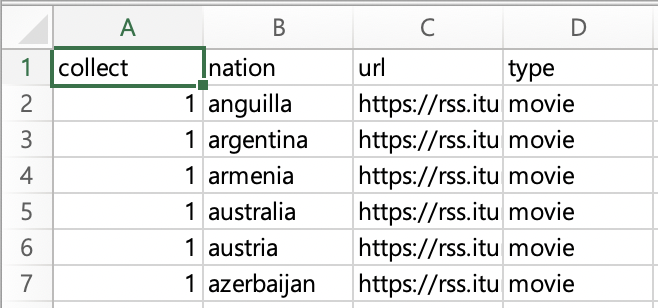 A B C D
1 collect nation url type
2 1 anguilla https://rss.itu movie
3 1 argentina https://rss.itu movie
4 1 armenia https://rss.itu movie
5 1 australia https://rss.itu movie
6 1 austria https://rss.itu movie
7 1 azerbaijan https://rss.itu movie